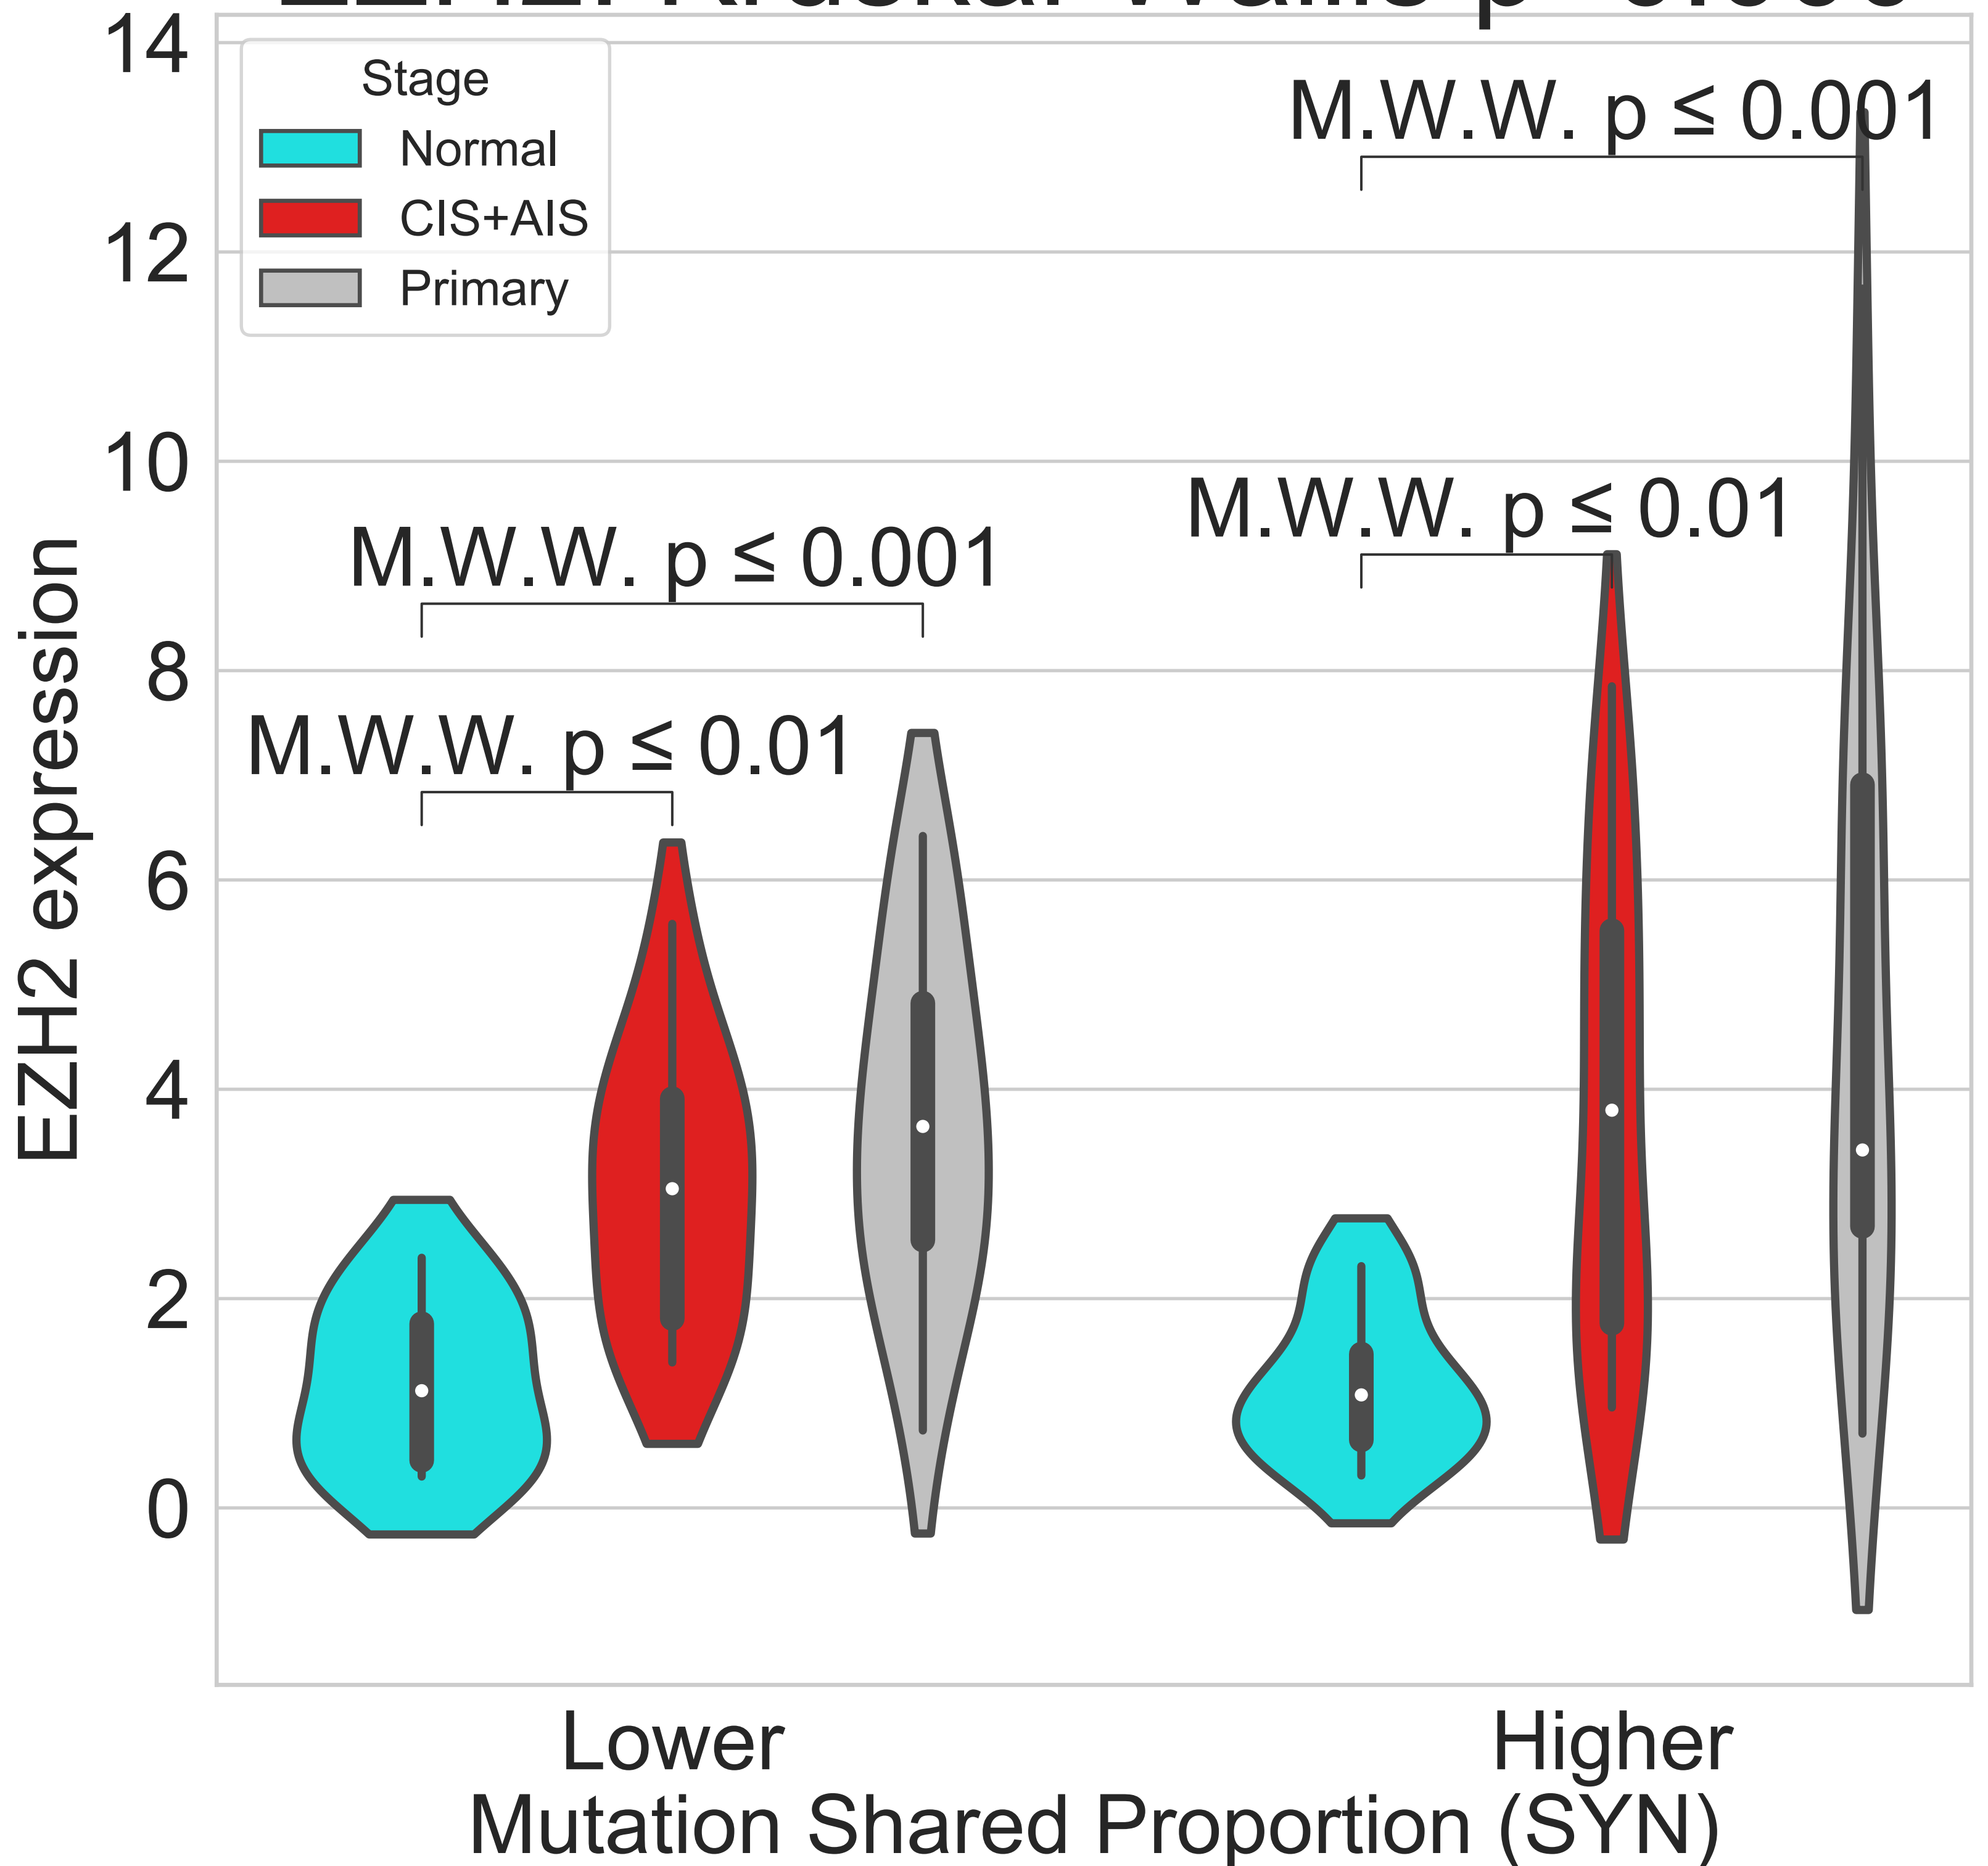 14
Stage
Normal
CIS+AIS
Primary
M.W.W. p ≤ 0.001
12
10
M.W.W. p ≤ 0.01
M.W.W. p ≤ 0.001
8
M.W.W. p ≤ 0.01
6
4
2
0
EZH2 expression
Lower
Higher
Mutation Shared Proportion (SYN)